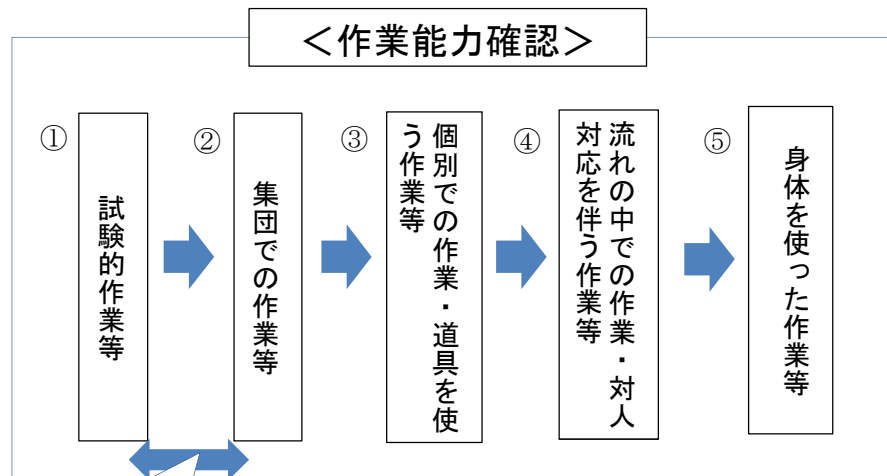 ＜作業能力確認＞
①
試験的作業等
②
集団での作業等
③
個別での作業・道具を使
う作業等
④
流れの中での作業・対人
対応を伴う作業等
⑤
身体を使った作業等